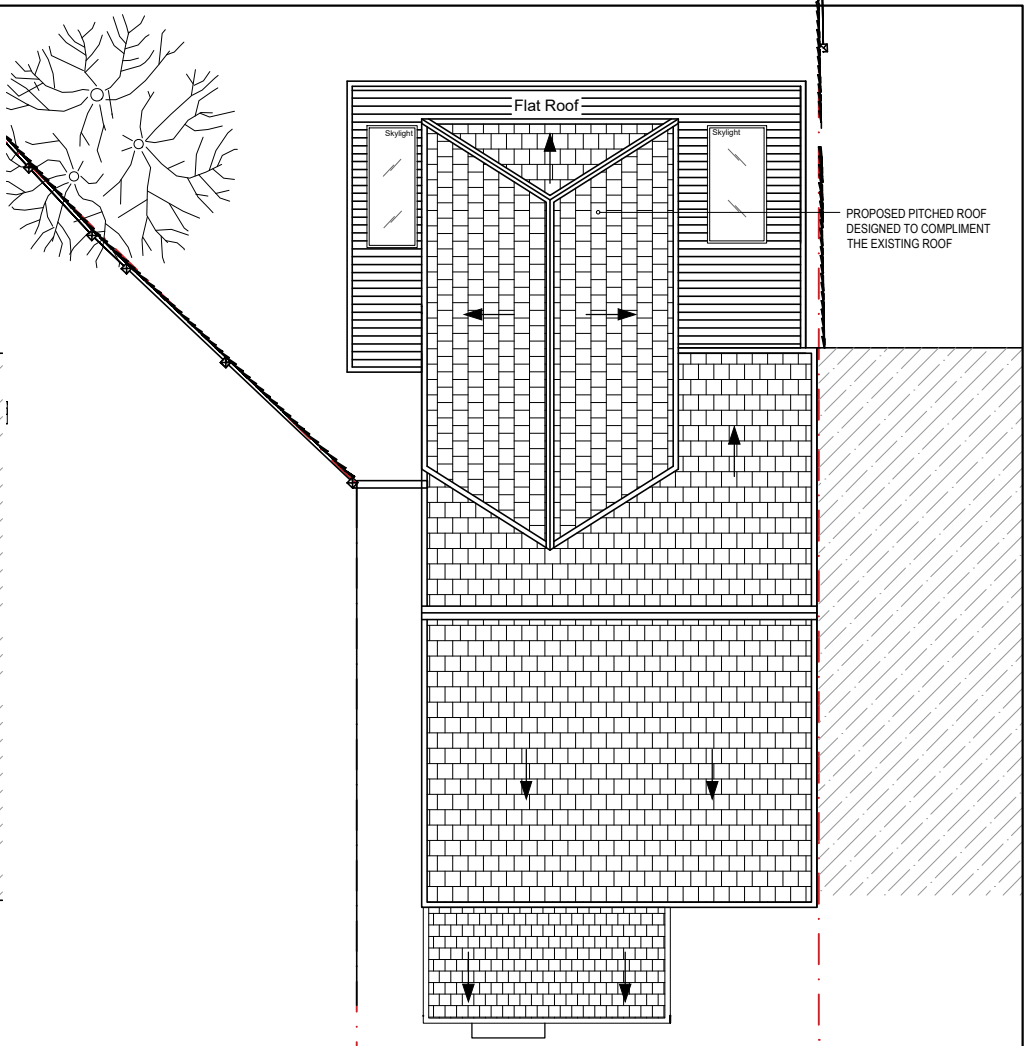 Flat Roof
Skylight
Skylight
PROPOSED PITCHED ROOF
DESIGNED TO COMPLIMENT
THE EXISTING ROOF